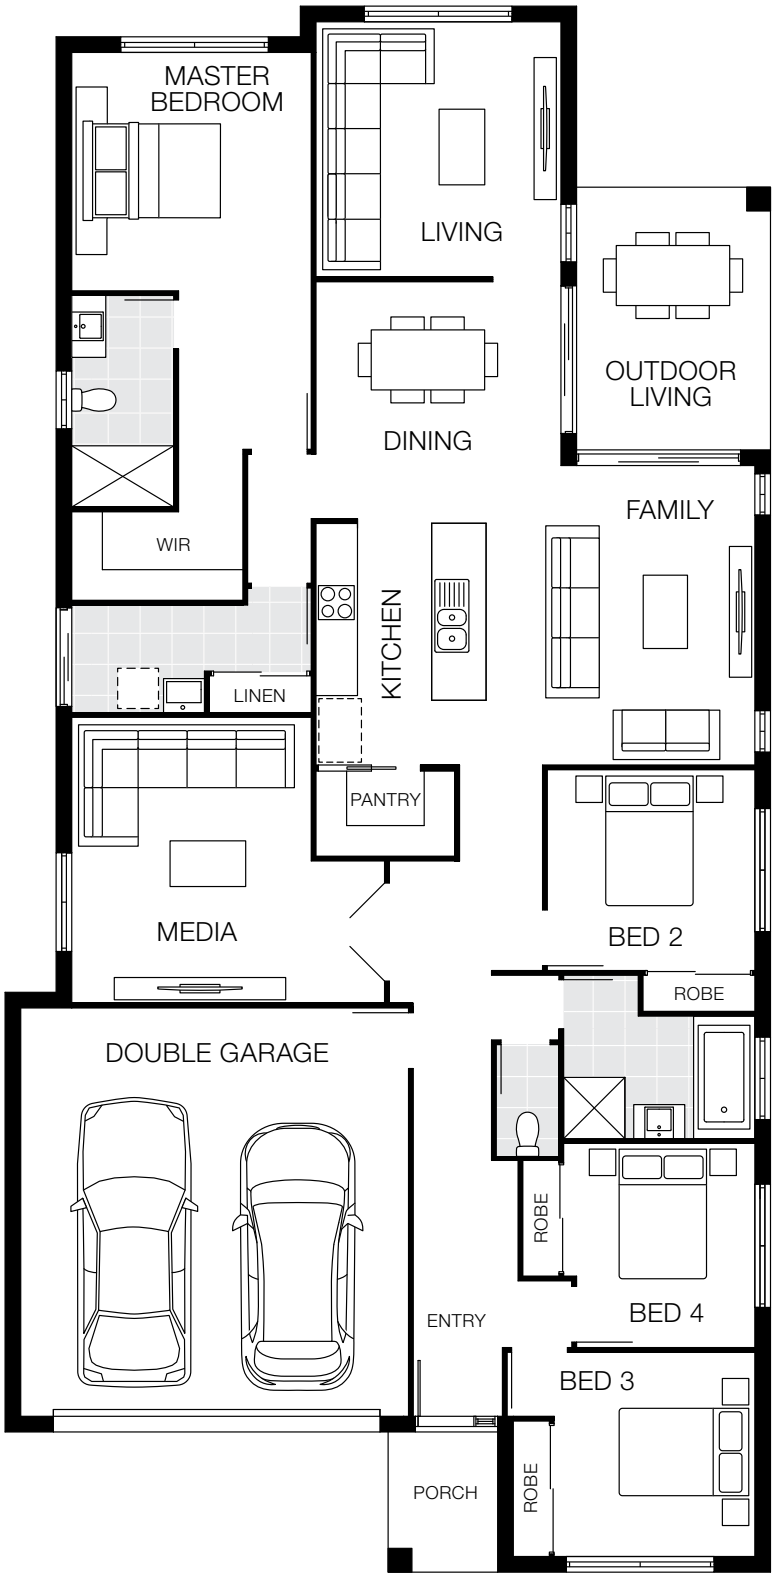 MASTER
BEDROOM
LIVING
OUTDOOR
LIVING
DINING
FAMILY
WIR
KITCHEN
LINEN
PANTRY
MEDIA
BED 2
ROBE
DOUBLE GARAGE
ROBE
BED 4
ENTRY
BED 3
PORCH
ROBE